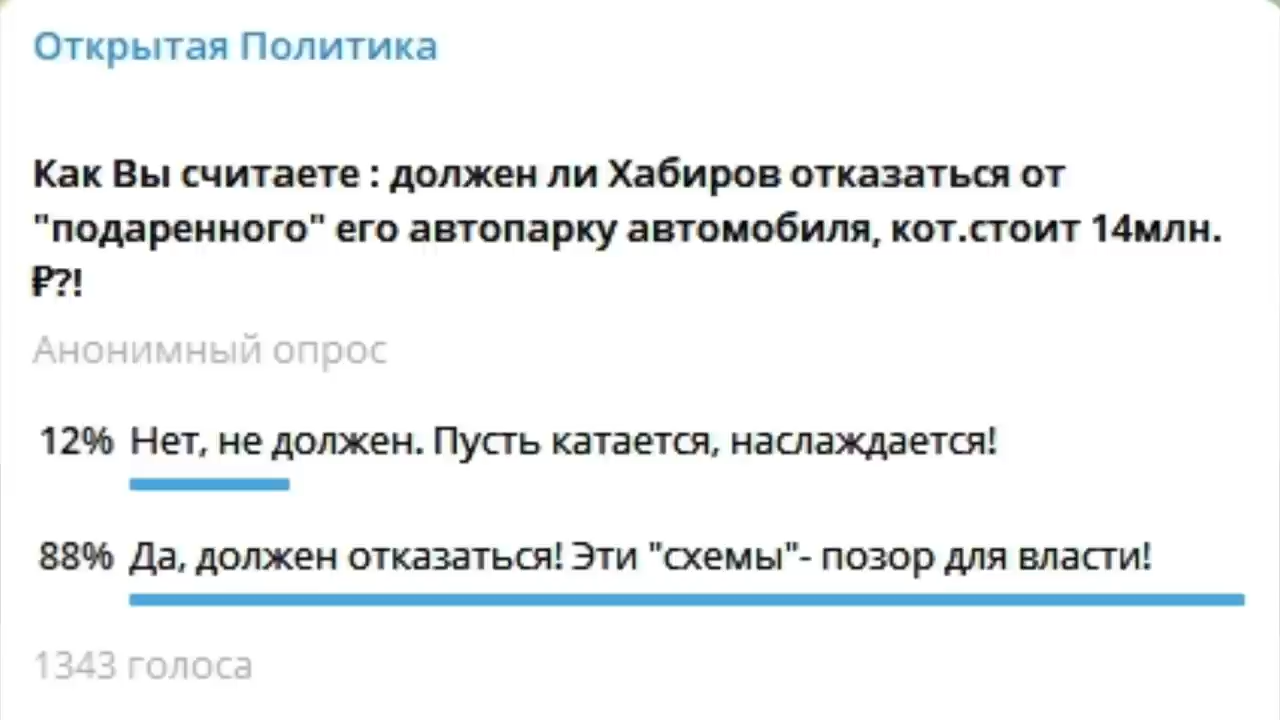 Открытая Политика
Как Вы считаете : должен ли Хабиров отказаться от
"подаренного" его автопарку автомобиля, кот.стоит 14млн.
₽?!
Анонимный опрос
12% Нет, не должен. Пусть катается, наслаждается!
88% Да, должен отказаться! Эти "схемы"- позор для власти!
1343 голоса